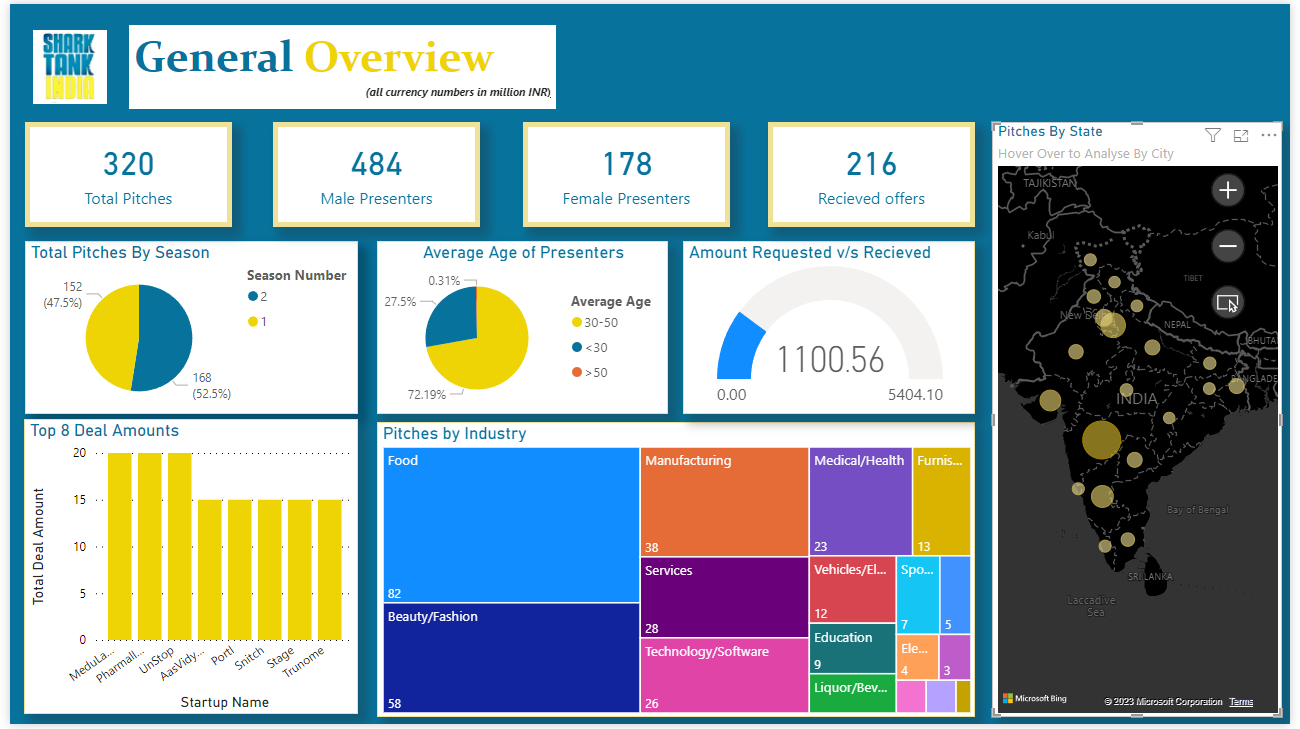 SHARK
TANK
INDIA
General Overview
(all currency numbers in million INR)
320
Total Pitches
484
Male Presenters
178
Female Presenters
216
Recieved offers
Pitches By State
Hover Over to Analyse By City
TAJIKISTAN
Kabul
TIBET
New Delhi
NEPAL
BHUTA
BANGLADE
INDIA
Bay of Bengal
SRI LANKA
Laccadive
Sea
Microsoft Bing
© 2023 Microsoft Corporation Terms
Total Pitches By Season
152
(47.5%)
168
(52.5%)
Season Number
2
1
Average Age of Presenters
0.31%
27.5%
72.19%
Average Age
30-50
<30
>50
Amount Requested v/s Recieved
1100.56
0.00
5404.10
Top 8 Deal Amounts
Total Deal Amount
20
15
10
5
0
MeduLa...
Pharmall...
UnStop
AasVidy...
Portl
Snitch
Stage
Trunome
Startup Name
Pitches by Industry
Food
82
Beauty/Fashion
58
Manufacturing
38
Services
28
Technology/Software
26
Medical/Health
23
Furnis...
13
Vehicles/El...
12
Education
9
Liquor/Bev...
Spo...
7
5
Ele...
4
3